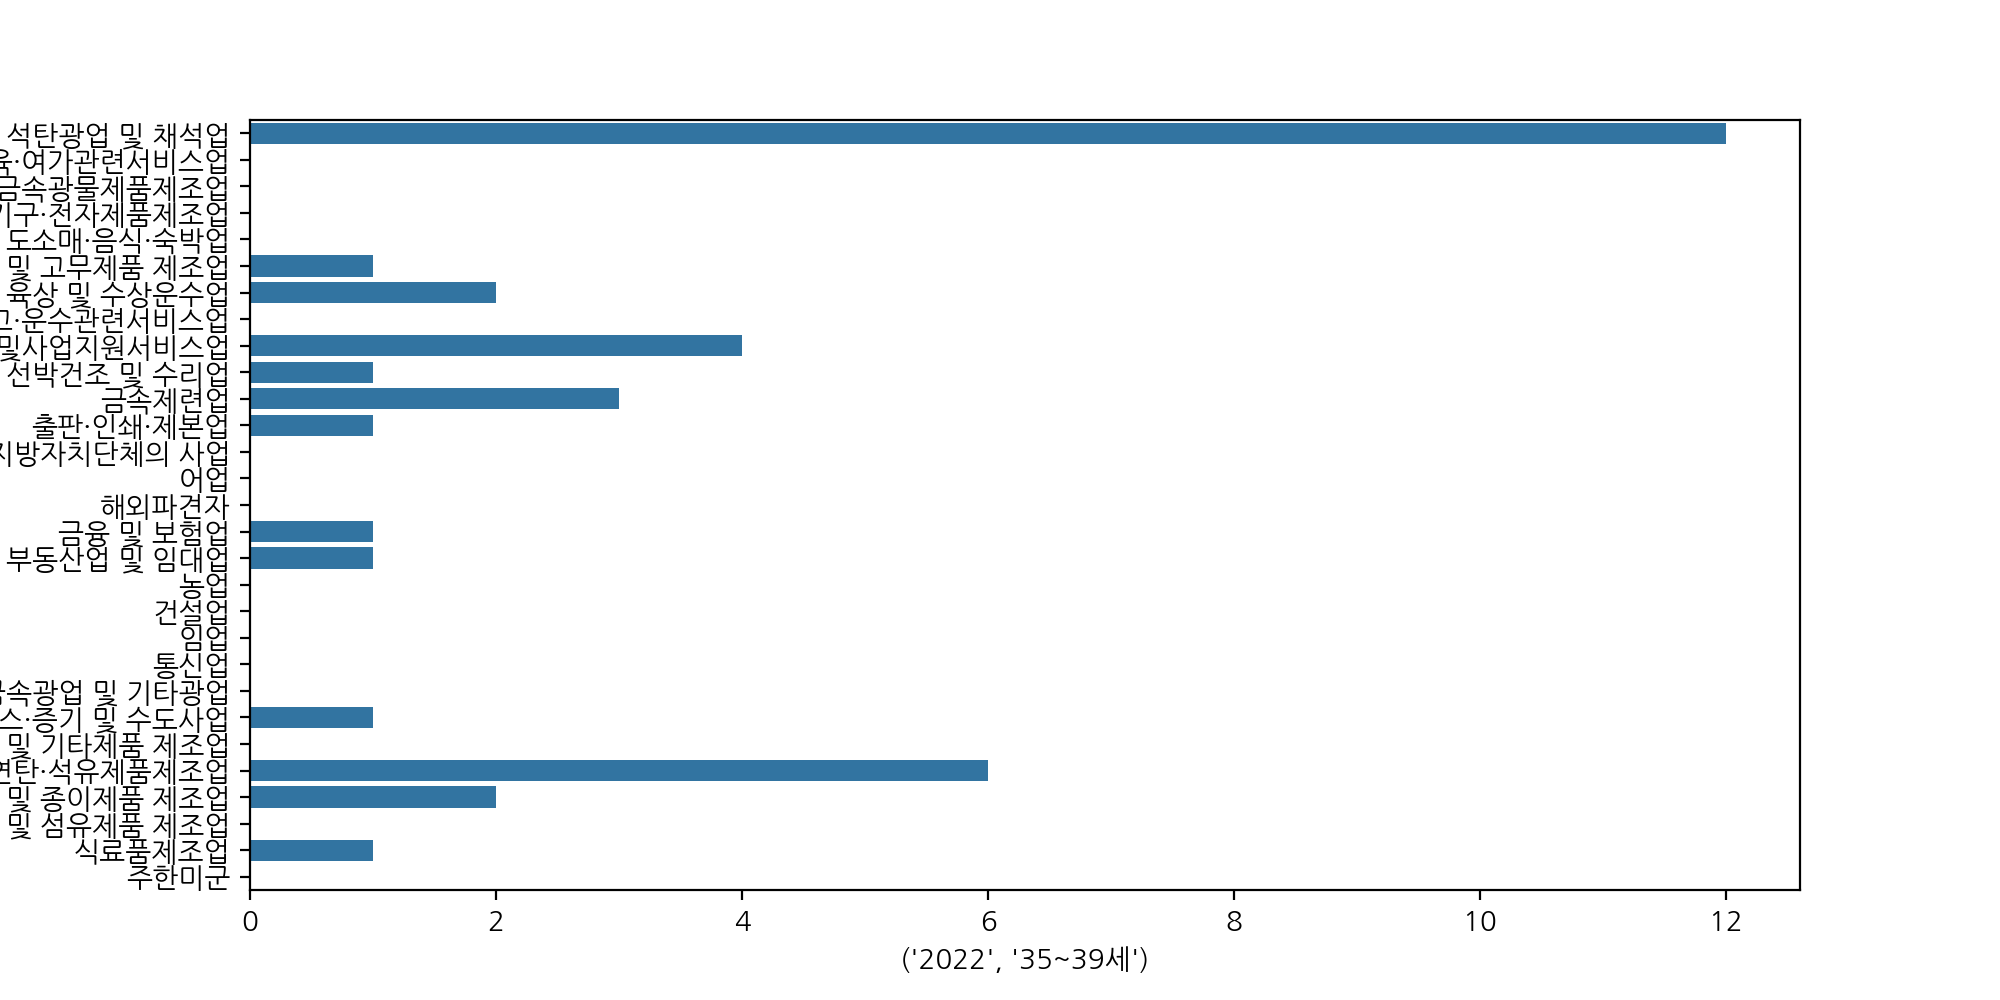 석탄광업 및 채석업
·여가관련서비스업
금속광물제품제조업
기구·전자제품제조업
도소매·음식·숙박업
및 고무제품 제조업
육상 및 수상운수업
·운수관련서비스업
및사업지원서비스업
선박건조 및 수리업
금속제련업
출판·인쇄·제본업
지방자치단체의 사업
어업
해외파견자
금융 및 보험업
부동산업 및 임대업
농업
건설업
임업
통신업
속광업 및 기타광업
스·증기 및 수도사업
및 기타제품 제조업
연탄·석유제품제조업
및 종이제품 제조업
및 섬유제품 제조업
식료품제조업
주한미군
0 2 4 6 8 10 12
('2022', '35~39세')